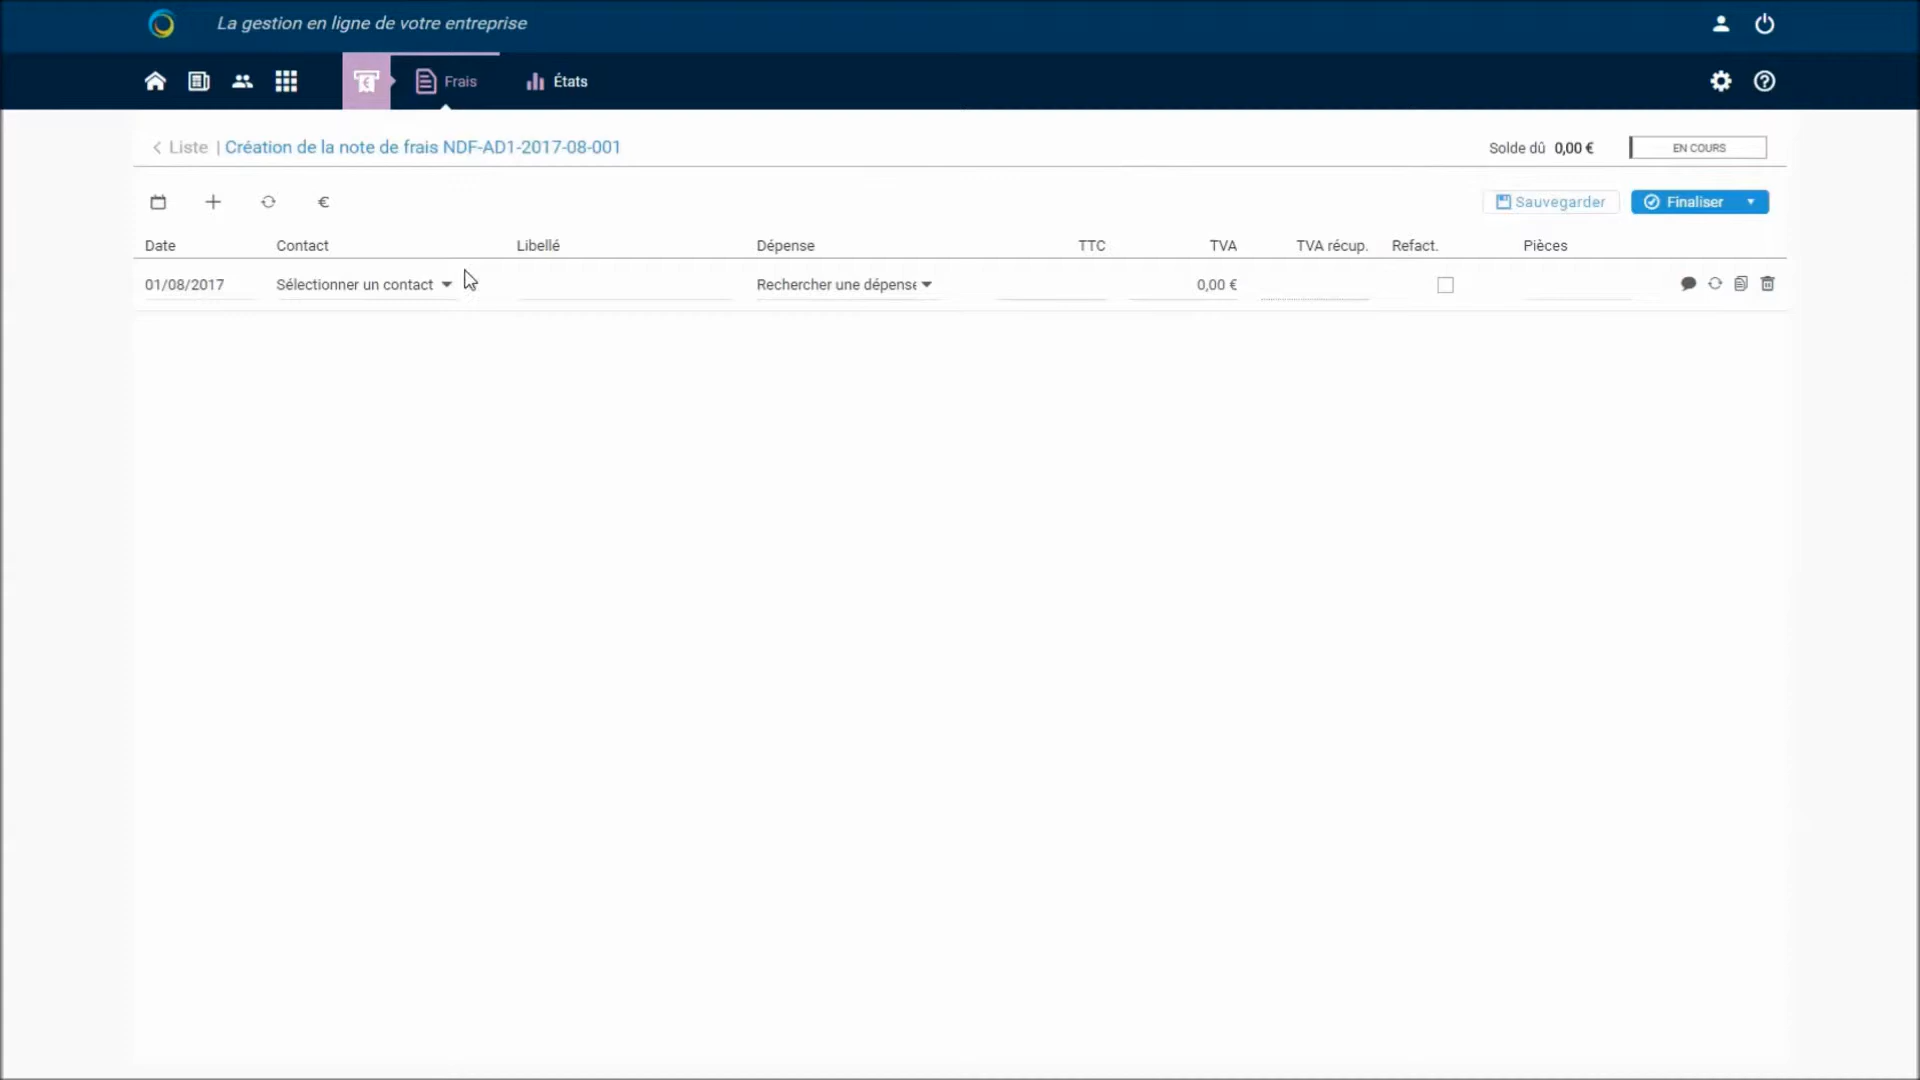 La gestion en ligne de votre entreprise
Frais
États
< Liste | Création de la note de frais NDF-AD1-2017-08-001
Solde dû 0,00 €
EN COURS
€
Sauvegarder
Finaliser
Date Contact Libellé Dépense TTC TVA TVA récup. Refact. Pièces
01/08/2017 Sélectionner un contact Rechercher une dépense 0,00 €